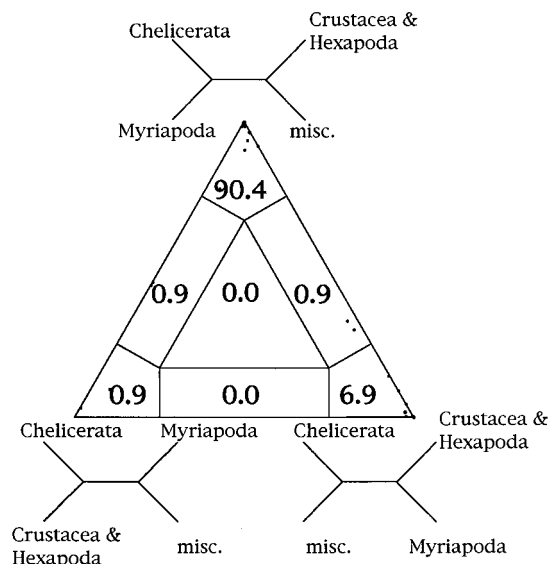 Chelicerata
Crustacea &
Hexapoda
Myriapoda
misc.
90.4
0.9
0.0
0.9
0.9
0.0
6.9
Chelicerata
Myriapoda
Chelicerata
Crustacea &
Hexapoda
Crustacea &
Hexapoda
misc.
misc.
Myriapoda